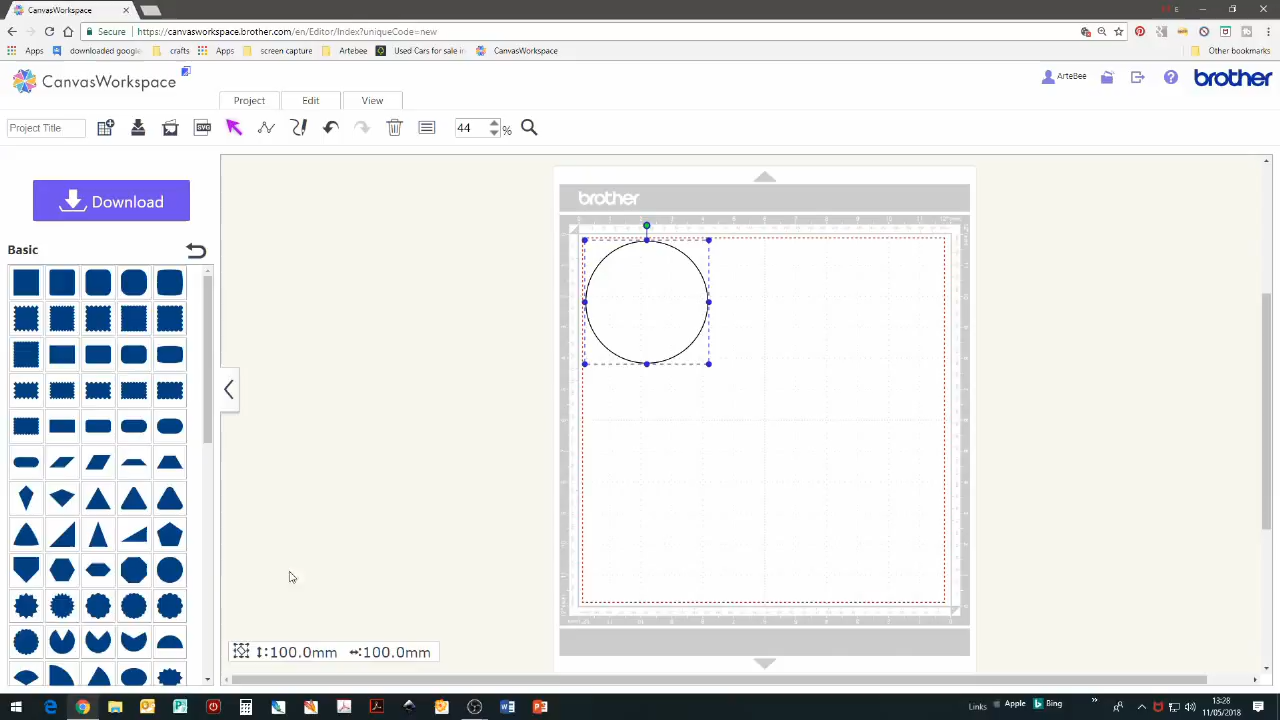 CanvasWorkspace
E
Secure
https://canvasworkspace.brother.com/en/Editor/Index?uniqueCode=new
Apps
downloaded google
crafts
Apps
screen capture
Artebee
Used Cars for sale in
CanvasWorkspace
Other bookmarks
CanvasWorkspace
ArteBee
brother
Project
Edit
View
Project Title
SVG
44
%
Download
Basic
brother
100.0mm
100.0mm
Links
Apple
Bing
13:28
11/05/2018